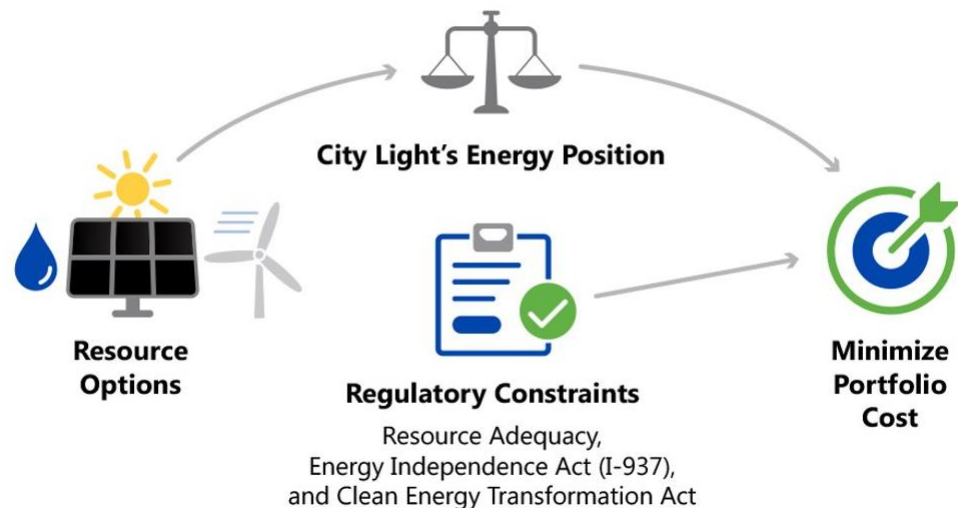 City Light's Energy Position
Resource
Options
Regulatory Constraints
Resource Adequacy,
Energy Independence Act (I-937),
and Clean Energy Transformation Act
Minimize
Portfolio
Cost